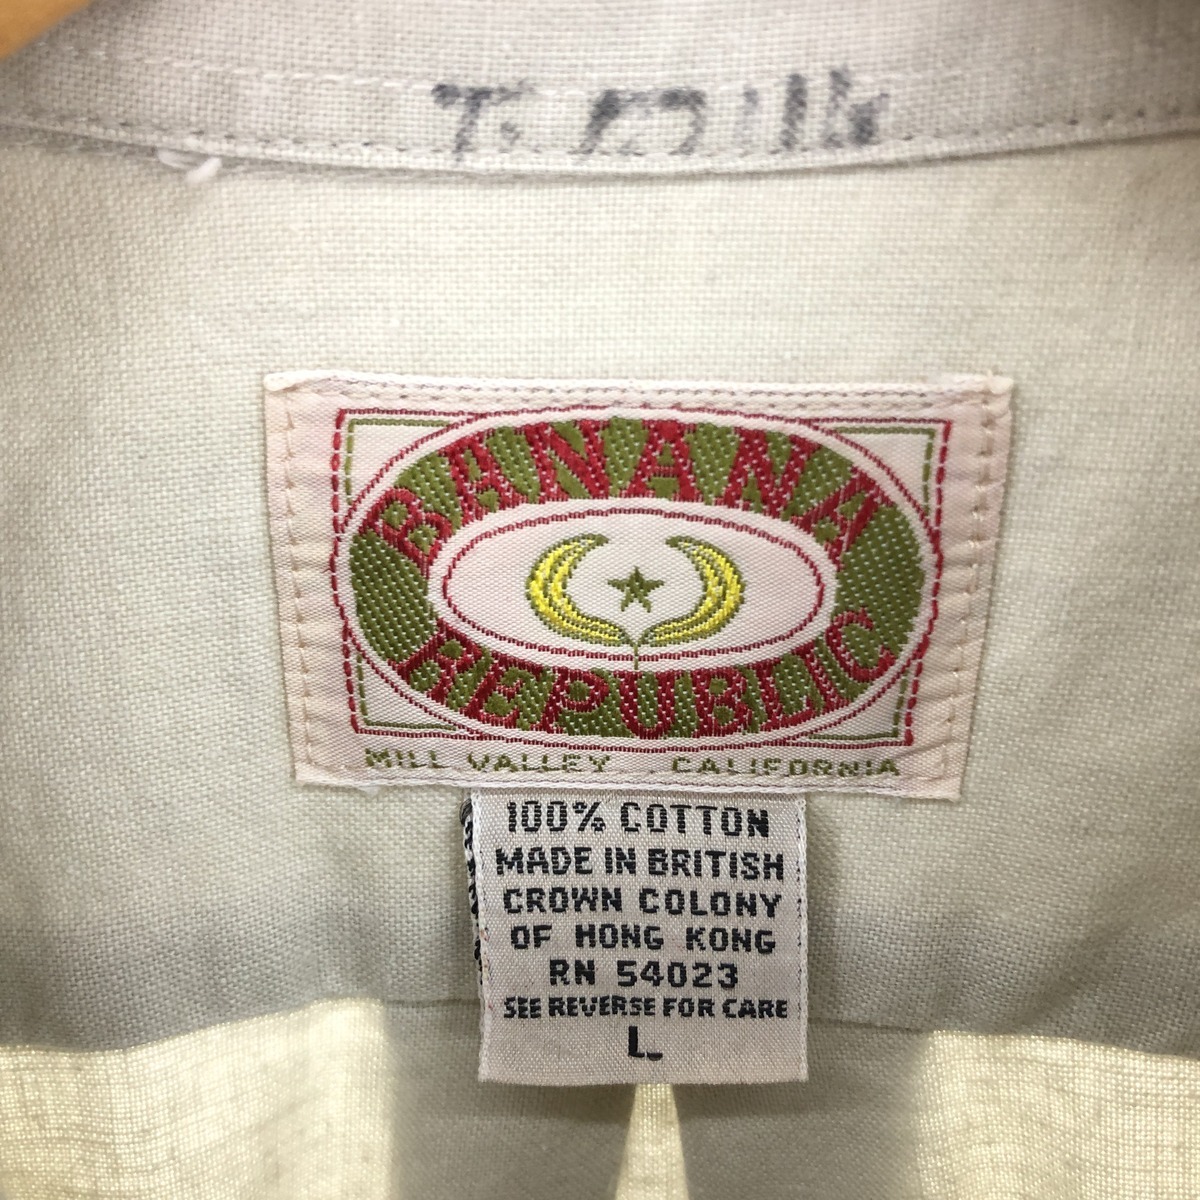 BANANA
REPUBLIC
MILL VALLEY . CALIFORNIA
100% COTTON
MADE IN BRITISH
CROWN COLONY
OF HONG KONG
RN 54023
SEE REVERSE FOR CARE
L